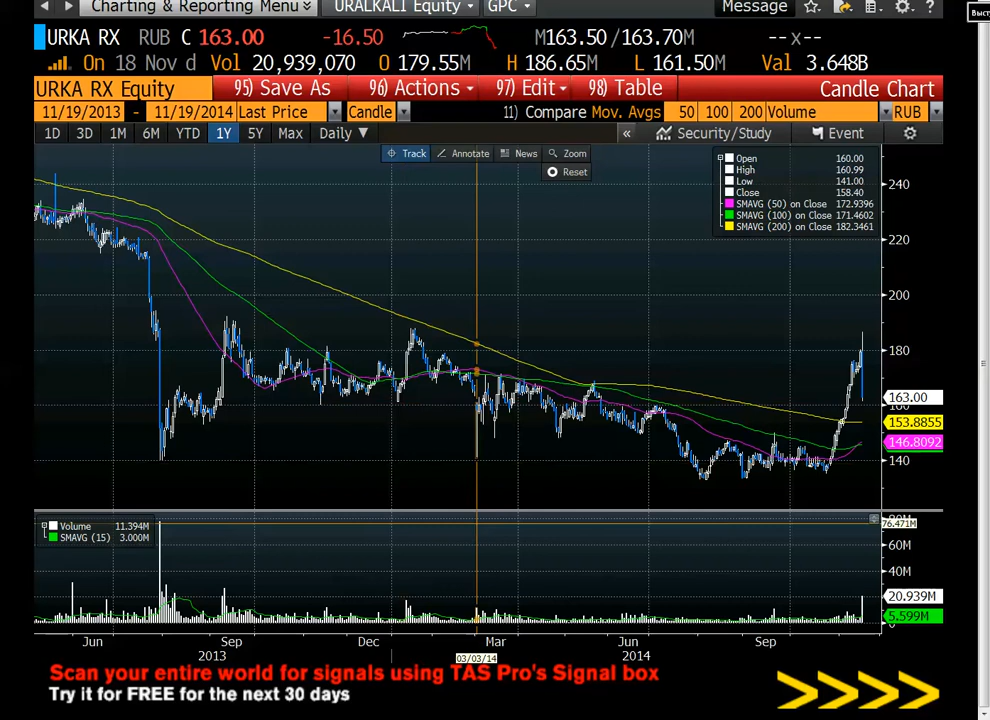 Charting & Reporting Menu URALKALI Equity GPC Message ?
URKA RX RUB C 163.00 -16.50 M163.50 /163.70M -- x --
On 18 Nov d Vol 20,939,070 O 179.55M H 186.65M L 161.50M Val 3.648B
URKA RX Equity 95) Save As 96) Actions 97) Edit 98) Table Candle Chart
11/19/2013 - 11/19/2014 Last Price Candle 11) Compare Mov. Avgs 50 100 200 Volume RUB
1D 3D 1M 6M YTD 1Y 5Y Max Daily ▼ « Security/Study Event
Track Annotate News Zoom
Reset
Open 160.00
High 160.99
Low 141.00
Close 158.40
SMAVG (50) on Close 172.9396
SMAVG (100) on Close 171.4602
SMAVG (200) on Close 182.3461
240
220
200
180
163.00
160
153.8855
146.8092
140
Volume 11.394M
SMAVG (15) 3.000M
80M
76.471M
60M
40M
20.939M
5.599M
0
Jun Sep Dec Mar Jun Sep
2013 03/03/14 2014
Scan your entire world for signals using TAS Pro's Signal box
Try it for FREE for the next 30 days